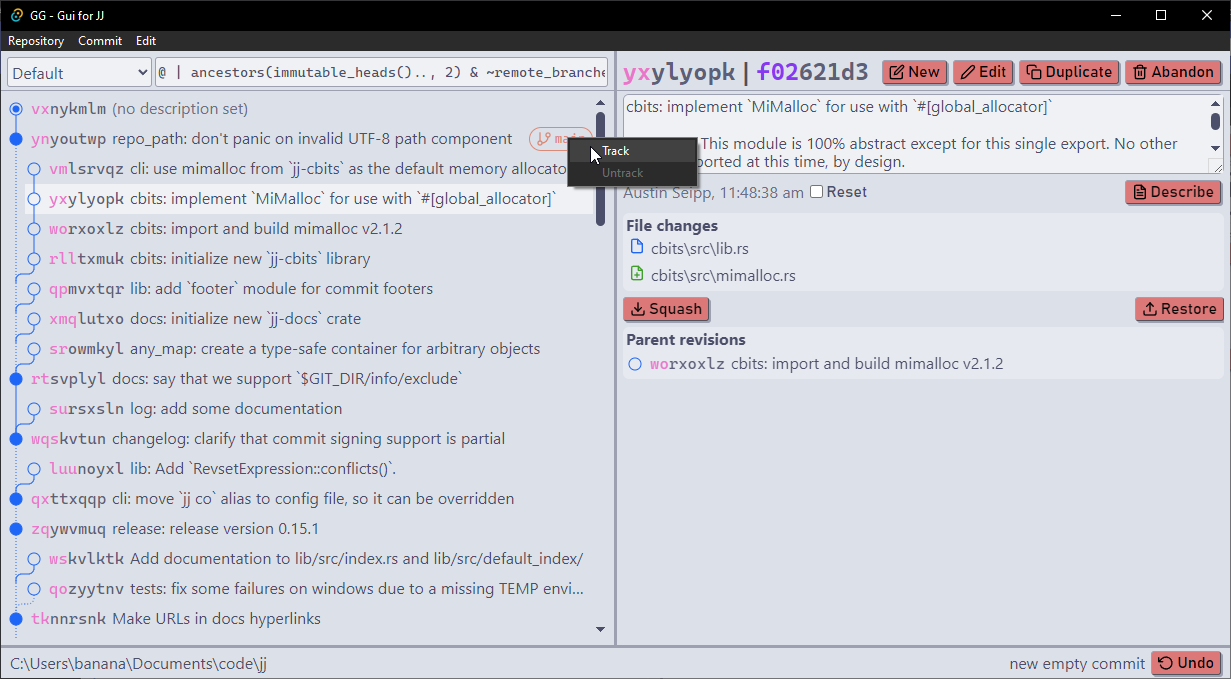 GG - Gui for JJ
Repository Commit Edit
Default
@ | ancestors(immutable_heads().., 2) & ~remote_branche
vxnykmlm (no description set)
ynyoutwp repo_path: don't panic on invalid UTF-8 path component
vmlsrvqz cli: use mimalloc from `jj-cbits` as the default memory allocato
yxylyopk cbits: implement `MiMalloc` for use with `#[global_allocator]`
worxoxlz cbits: import and build mimalloc v2.1.2
rlltxmuk cbits: initialize new `jj-cbits` library
qpmvxtqr lib: add `footer` module for commit footers
xmqlutxo docs: initialize new `jj-docs` crate
srowmkyl any_map: create a type-safe container for arbitrary objects
rtsvplyl docs: say that we support `$GIT_DIR/info/exclude`
sursxsln log: add some documentation
wqskvtun changelog: clarify that commit signing support is partial
luunoyxl lib: Add `RevsetExpression::conflicts()`.
qxttxqqp cli: move `jj co` alias to config file, so it can be overridden
zqywvmuq release: release version 0.15.1
wskvlktk Add documentation to lib/src/index.rs and lib/src/default_index/
qozyytnv tests: fix some failures on windows due to a missing TEMP envi...
tknnrsnk Make URLs in docs hyperlinks
Track
Untrack
yxylyopk | f02621d3
New
Edit
Duplicate
Abandon
cbits: implement `MiMalloc` for use with `#[global_allocator]`
This module is 100% abstract except for this single export. No other
ported at this time, by design.
Austin Seipp, 11:48:38 am
Reset
Describe
File changes
cbits\src\lib.rs
cbits\src\mimalloc.rs
Squash
Restore
Parent revisions
worxoxlz cbits: import and build mimalloc v2.1.2
C:\Users\banana\Documents\code\jj
new empty commit
Undo